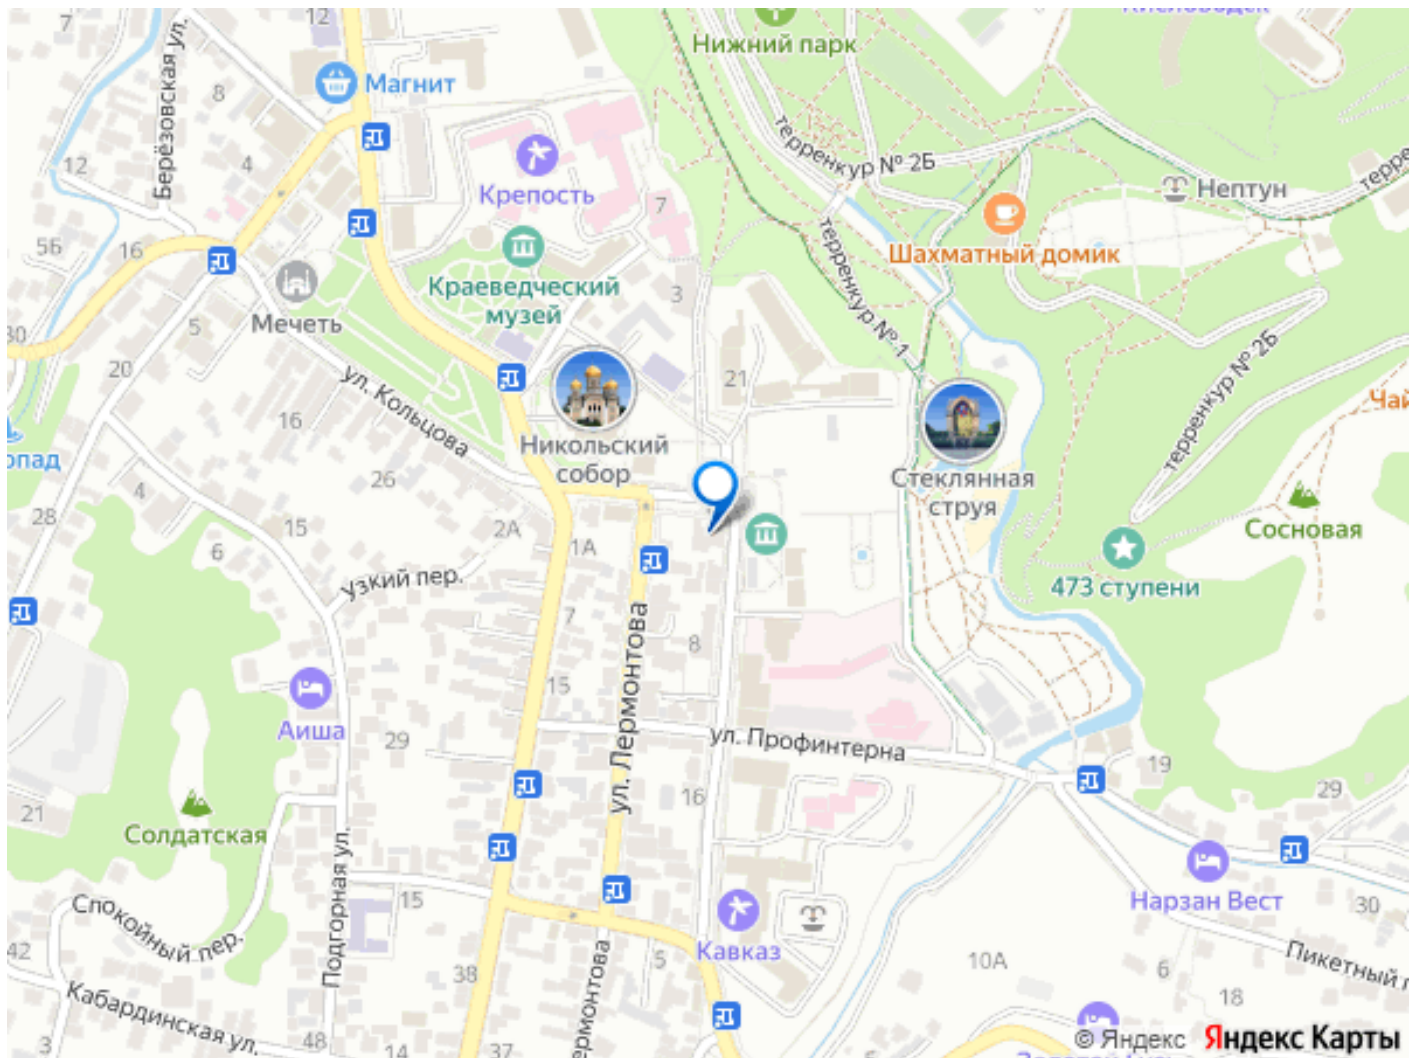 Кисловодск
12
Нижний парк
Магнит
Берёзовская ул.
8
терренкур № 2Б
12
4
Крепость
Нептун
7
56
16
терренкур № 1
Шахматный домик
Краеведческий
музей
3
Мечеть
5
30
20
терренкур № 2Б
21
ул. Кольцова
16
Никольский
собор
26
Стеклянная
струя
4
28
15
2А
1А
6
Сосновая
узкий пер.
473 ступени
7
ул. Лермонтова
8
15
Аиша
29
ул. Профинтерна
19
29
21
16
Солдатская
Подгорная ул.
15
Спокойный пер.
Нарзан Вест
30
42
Кавказ
5
38
10А
6
Пикетный
18
Кабардинская ул.
48
3
14
37
© Яндекс Яндекс Карты